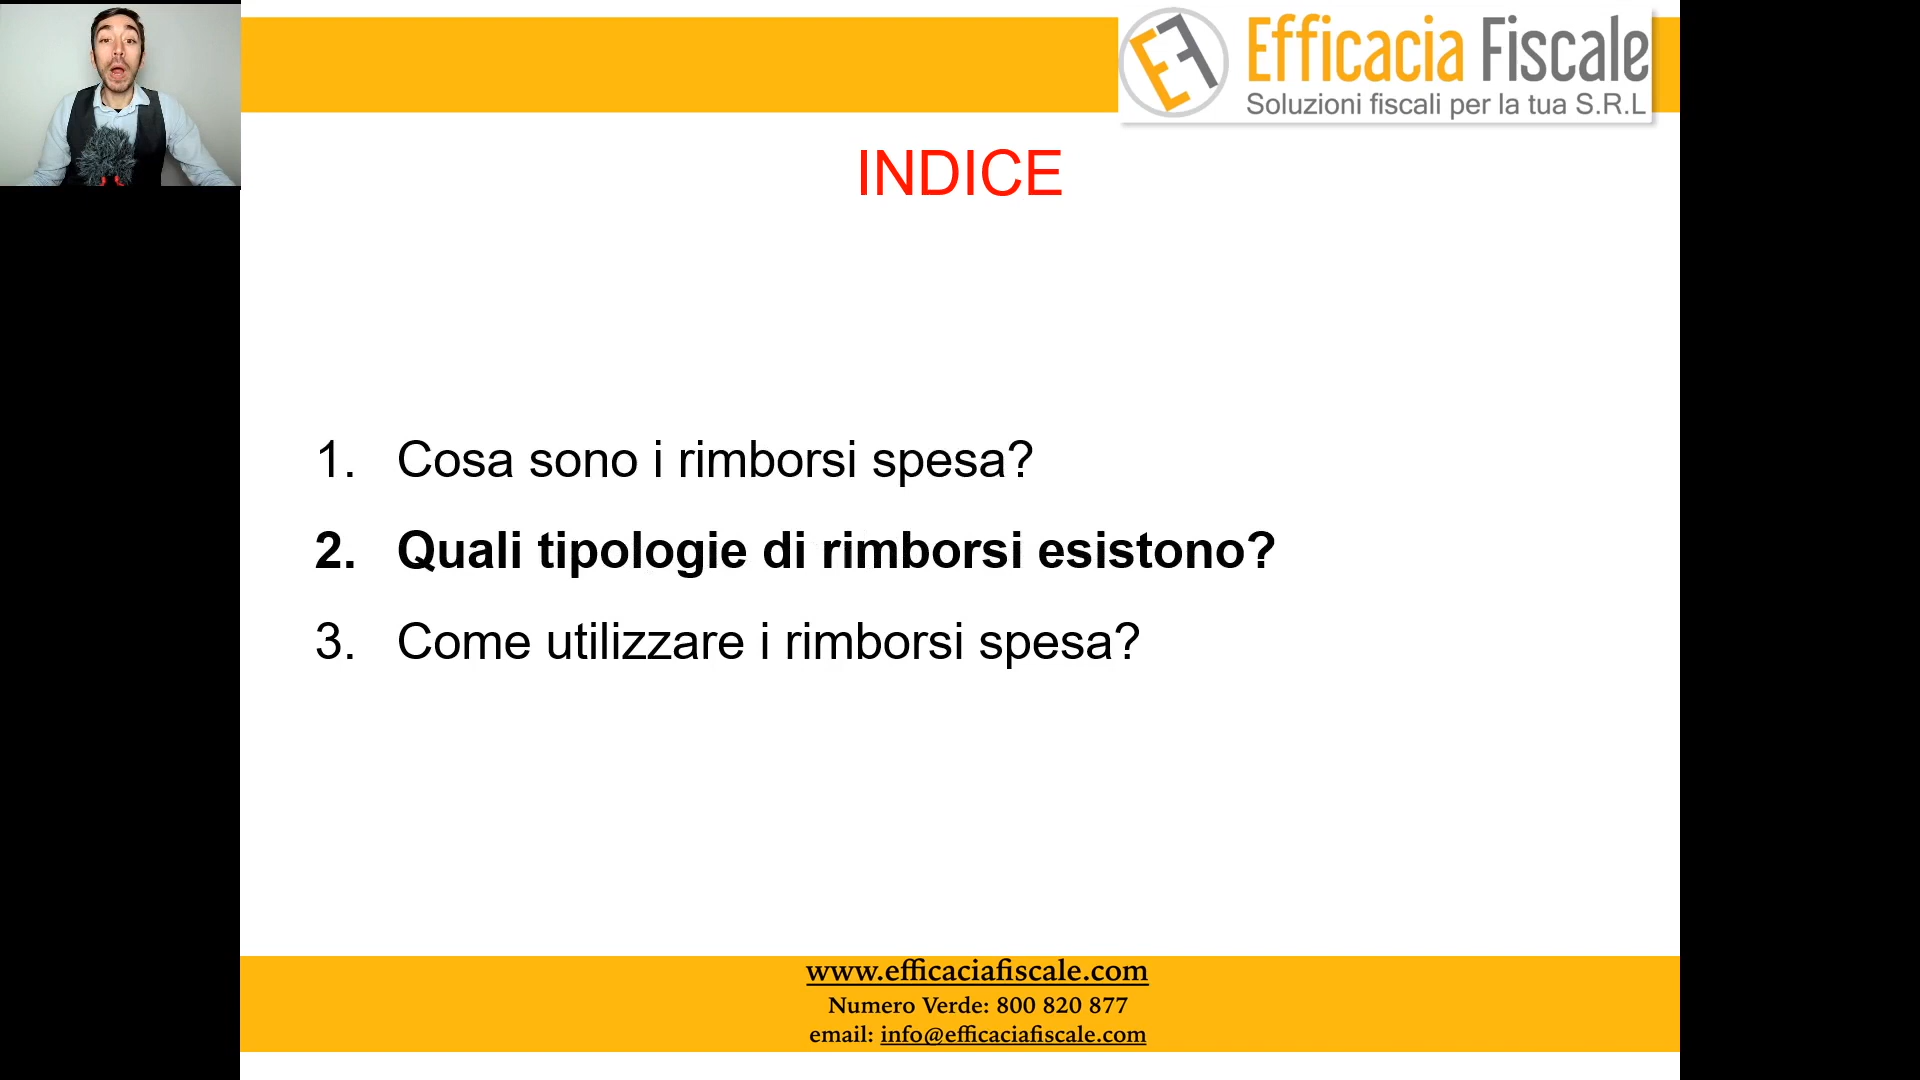 EF Efficacia Fiscale
Soluzioni fiscali per la tua S.R.L
INDICE
1. Cosa sono i rimborsi spesa?
2. Quali tipologie di rimborsi esistono?
3. Come utilizzare i rimborsi spesa?
www.efficaciafiscale.com
Numero Verde: 800 820 877
email: info@efficaciafiscale.com